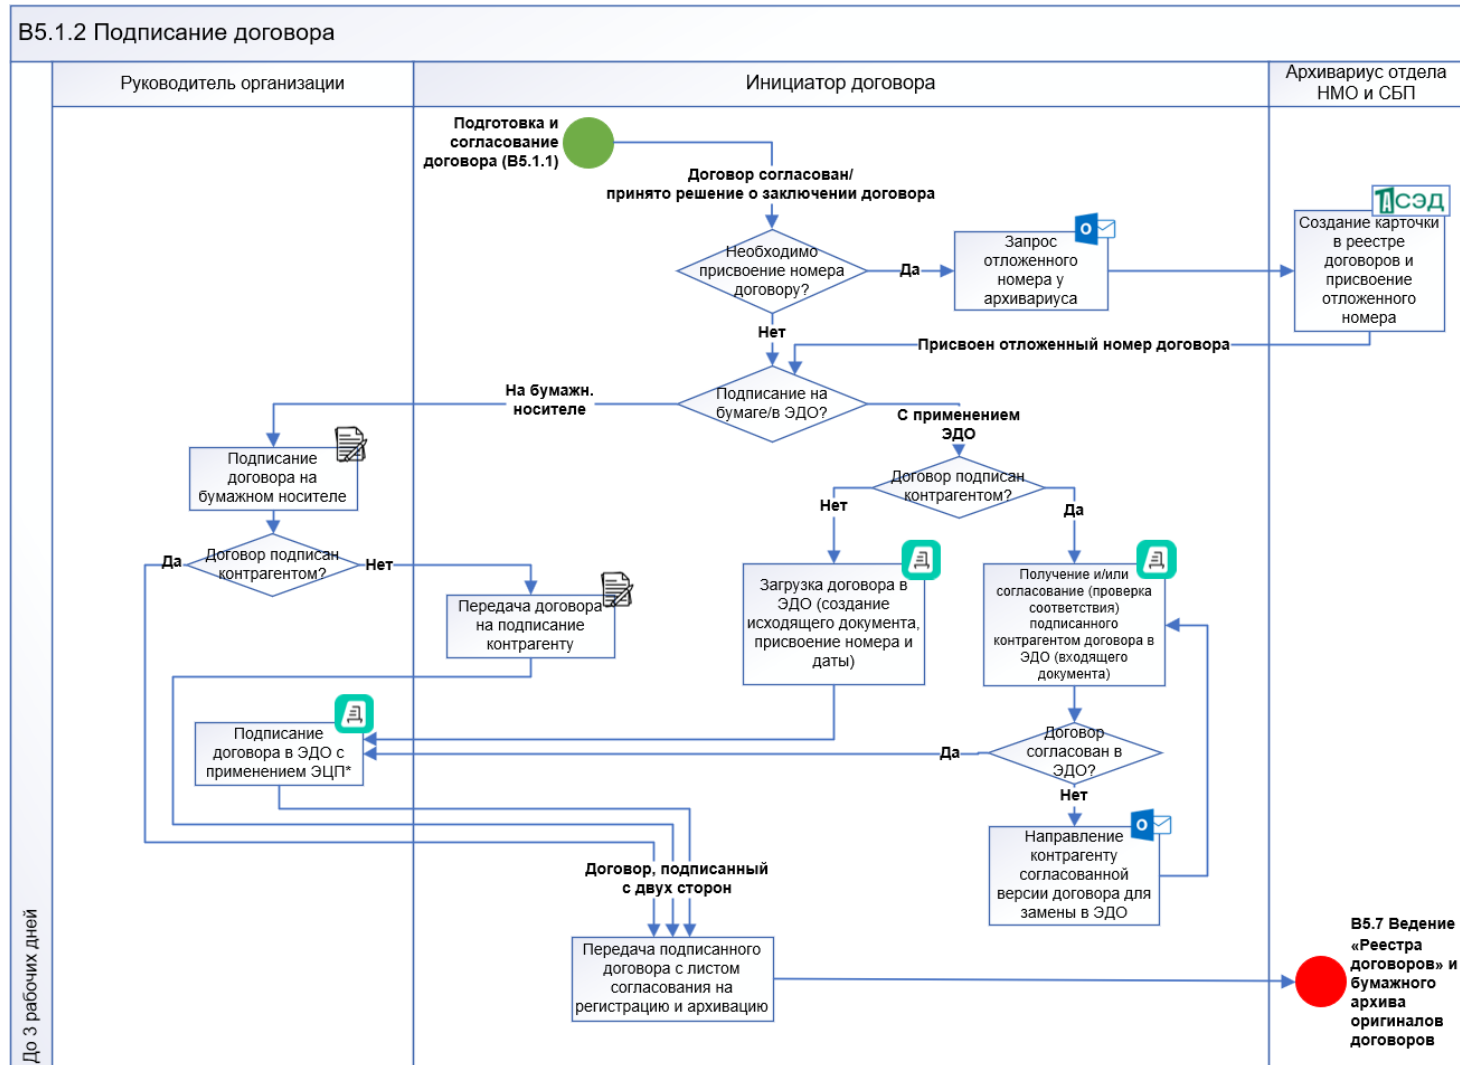 В5.1.2 Подписание договора
Руководитель организации
Инициатор договора
Архивариус отдела
НМО и СБП
До 3 рабочих дней
Подготовка и
согласование
договора (В5.1.1)
Договор согласован/
принято решение о заключении договора
Необходимо
присвоение номера
договору?
Да
Запрос
отложенного
номера у
архивариуса
ТАСЭД
Создание карточки
в реестре
договоров и
присвоение
отложенного
номера
Нет
Присвоен отложенный номер договора
Подписание на
бумаге/в ЭДО?
На бумажн.
носителе
С применением
ЭДО
Подписание
договора на
бумажном носителе
Договор подписан
контрагентом?
Нет
Да
Договор подписан
контрагентом?
Да
Нет
Передача договора
на подписание
контрагенту
Загрузка договора в
ЭДО (создание
исходящего документа,
присвоение номера и
даты)
Получение и/или
согласование (проверка
соответствия)
подписанного
контрагентом договора в
ЭДО (входящего
документа)
Подписание
договора в ЭДО с
применением ЭЦП*
Договор
согласован в
ЭДО?
Да
Нет
Направление
контрагенту
согласованной
версии договора для
замены в ЭДО
Договор, подписанный
с двух сторон
Передача подписанного
договора с листом
согласования на
регистрацию и архивацию
В5.7 Ведение
«Реестра
договоров» и
бумажного
архива
оригиналов
договоров